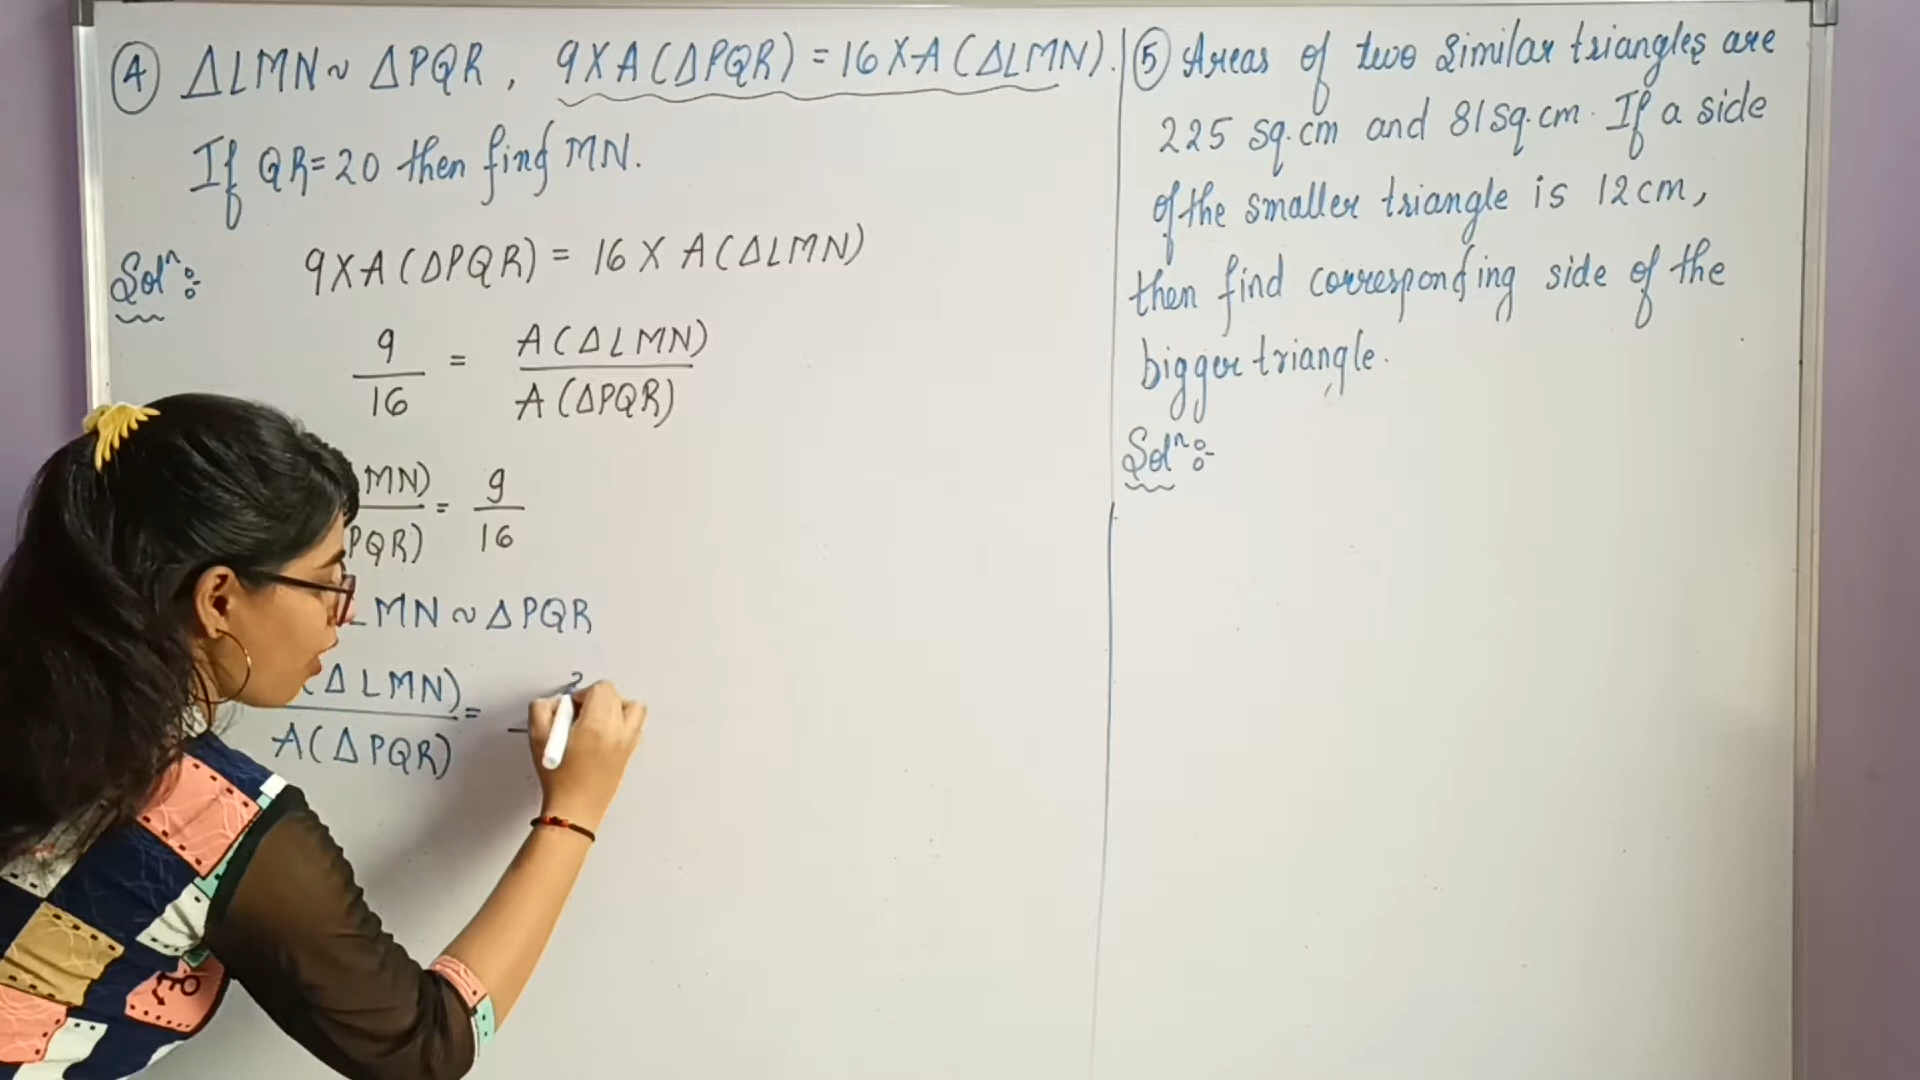 ④ ΔLMN ~ ΔPQR, 9 X A(ΔPQR) = 16 X A(ΔLMN).
If QR = 20 then find MN.
Solⁿ:
9 X A(ΔPQR) = 16 X A(ΔLMN)
9/16 = A(ΔLMN)/A(ΔPQR)
MN)/PQR) = 9/16
LMN ~ ΔPQR
(ΔLMN)/A(ΔPQR) =
⑤ Areas of two similar triangles are
225 sq.cm and 81 sq.cm. If a side
of the smaller triangle is 12 cm,
then find corresponding side of the
bigger triangle.
Solⁿ:-